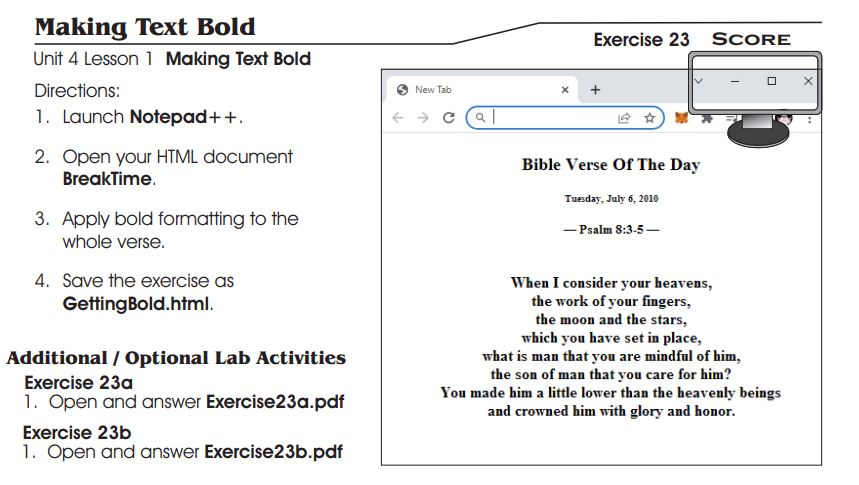 Making Text Bold
Exercise 23 SCORE
Unit 4 Lesson 1 Making Text Bold
Directions:
1. Launch Notepad++.
2. Open your HTML document
BreakTime.
3. Apply bold formatting to the
whole verse.
4. Save the exercise as
GettingBold.html.
Additional / Optional Lab Activities
Exercise 23a
1. Open and answer Exercise23a.pdf
Exercise 23b
1. Open and answer Exercise23b.pdf
New Tab
Bible Verse Of The Day
Tuesday, July 6, 2010
— Psalm 8:3-5 —
When I consider your heavens,
the work of your fingers,
the moon and the stars,
which you have set in place,
what is man that you are mindful of him,
the son of man that you care for him?
You made him a little lower than the heavenly beings
and crowned him with glory and honor.